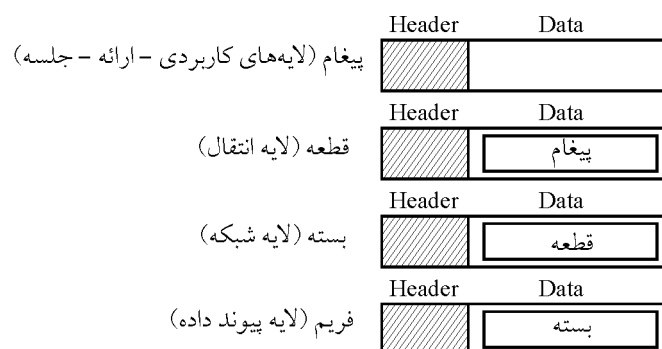 Header Data
پیغام (لایه‌های کاربردی - ارائه - جلسه)
Header Data
قطعه (لایه انتقال)
پیغام
Header Data
بسته (لایه شبکه)
قطعه
Header Data
فریم (لایه پیوند داده)
بسته